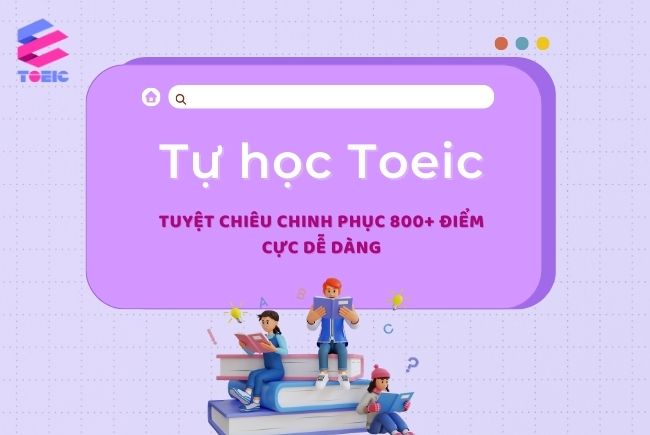 TOEIC
Tự học Toeic
TUYỆT CHIÊU CHINH PHỤC 800+ ĐIỂM
CỰC DỄ DÀNG
A
B
C
!
?